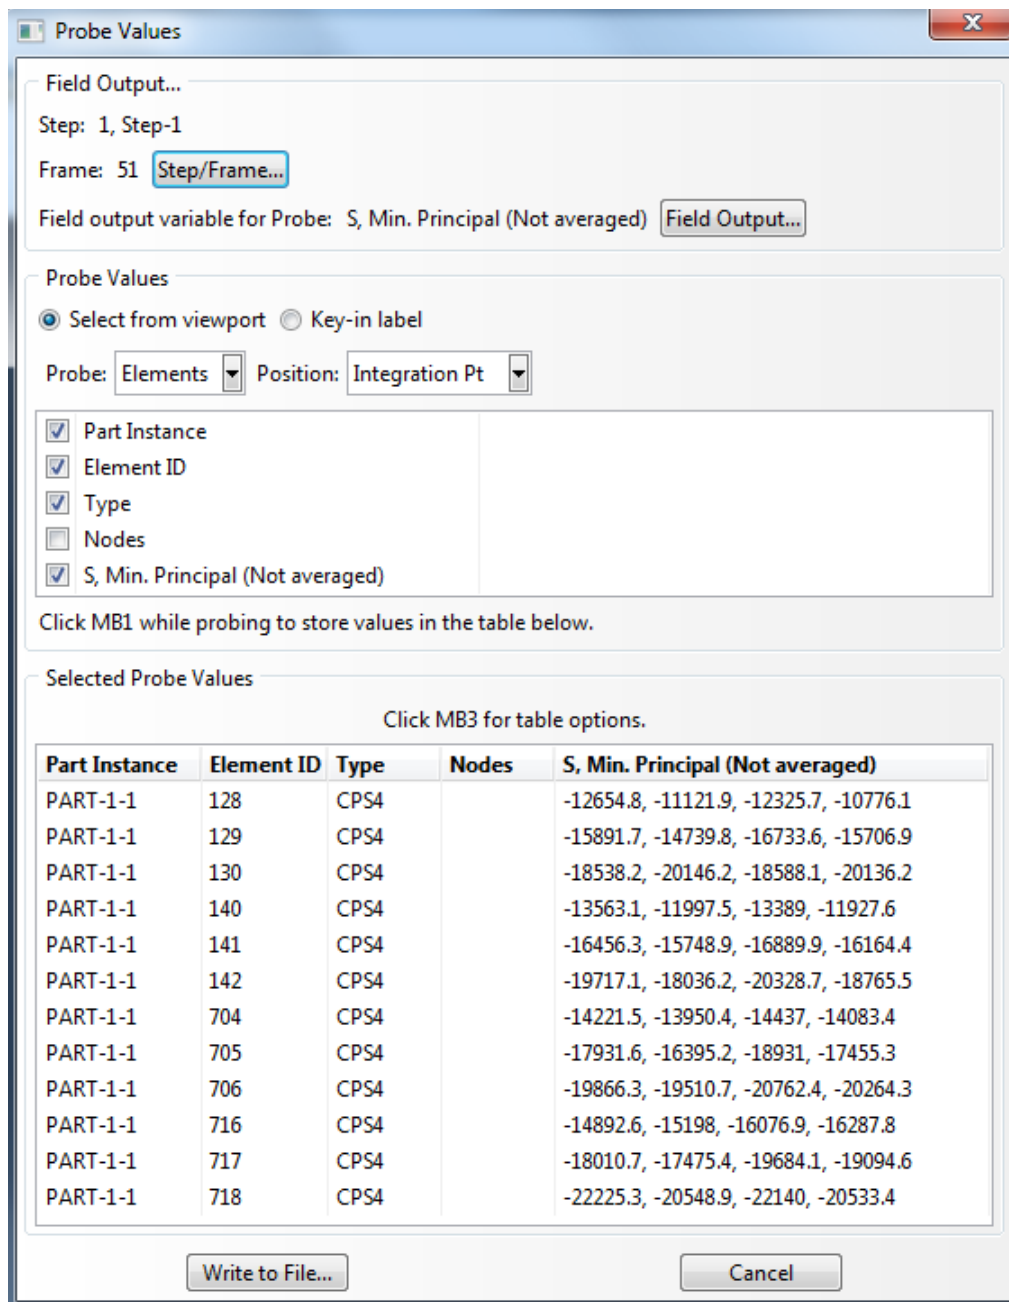 Probe Values
Field Output...
Step: 1, Step-1
Frame: 51 Step/Frame...
Field output variable for Probe: S, Min. Principal (Not averaged) Field Output...
Probe Values
Select from viewport Key-in label
Probe: Elements Position: Integration Pt
Part Instance
Element ID
Type
Nodes
S, Min. Principal (Not averaged)
Click MB1 while probing to store values in the table below.
Selected Probe Values
Click MB3 for table options.
Part Instance Element ID Type Nodes S, Min. Principal (Not averaged)
PART-1-1 128 CPS4 -12654.8, -11121.9, -12325.7, -10776.1
PART-1-1 129 CPS4 -15891.7, -14739.8, -16733.6, -15706.9
PART-1-1 130 CPS4 -18538.2, -20146.2, -18588.1, -20136.2
PART-1-1 140 CPS4 -13563.1, -11997.5, -13389, -11927.6
PART-1-1 141 CPS4 -16456.3, -15748.9, -16889.9, -16164.4
PART-1-1 142 CPS4 -19717.1, -18036.2, -20328.7, -18765.5
PART-1-1 704 CPS4 -14221.5, -13950.4, -14437, -14083.4
PART-1-1 705 CPS4 -17931.6, -16395.2, -18931, -17455.3
PART-1-1 706 CPS4 -19866.3, -19510.7, -20762.4, -20264.3
PART-1-1 716 CPS4 -14892.6, -15198, -16076.9, -16287.8
PART-1-1 717 CPS4 -18010.7, -17475.4, -19684.1, -19094.6
PART-1-1 718 CPS4 -22225.3, -20548.9, -22140, -20533.4
Write to File... Cancel